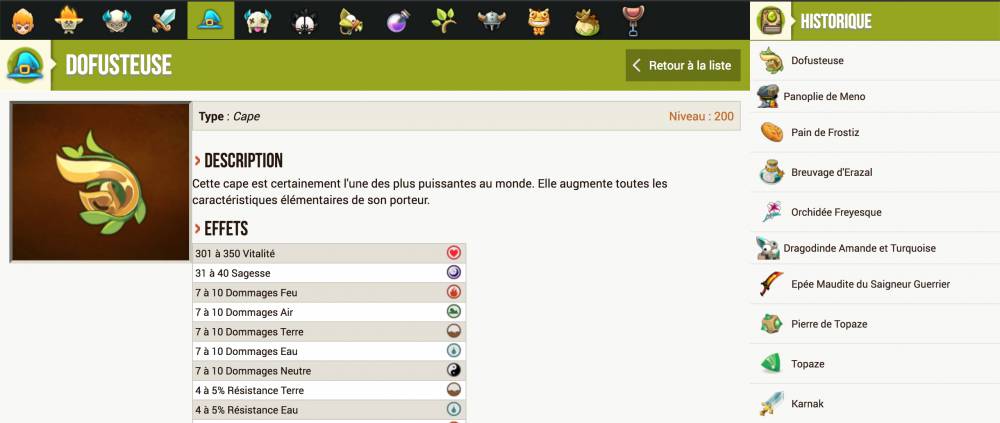 DOFUSTEUSE
Retour à la liste
Type : Cape
Niveau : 200
DESCRIPTION
Cette cape est certainement l'une des plus puissantes au monde. Elle augmente toutes les
caractéristiques élémentaires de son porteur.
EFFETS
301 à 350 Vitalité
31 à 40 Sagesse
7 à 10 Dommages Feu
7 à 10 Dommages Air
7 à 10 Dommages Terre
7 à 10 Dommages Eau
7 à 10 Dommages Neutre
4 à 5% Résistance Terre
4 à 5% Résistance Eau
HISTORIQUE
Dofusteuse
Panoplie de Meno
Pain de Frostiz
Breuvage d'Erazal
Orchidée Freyesque
Dragodinde Amande et Turquoise
Epée Maudite du Saigneur Guerrier
Pierre de Topaze
Topaze
Karnak